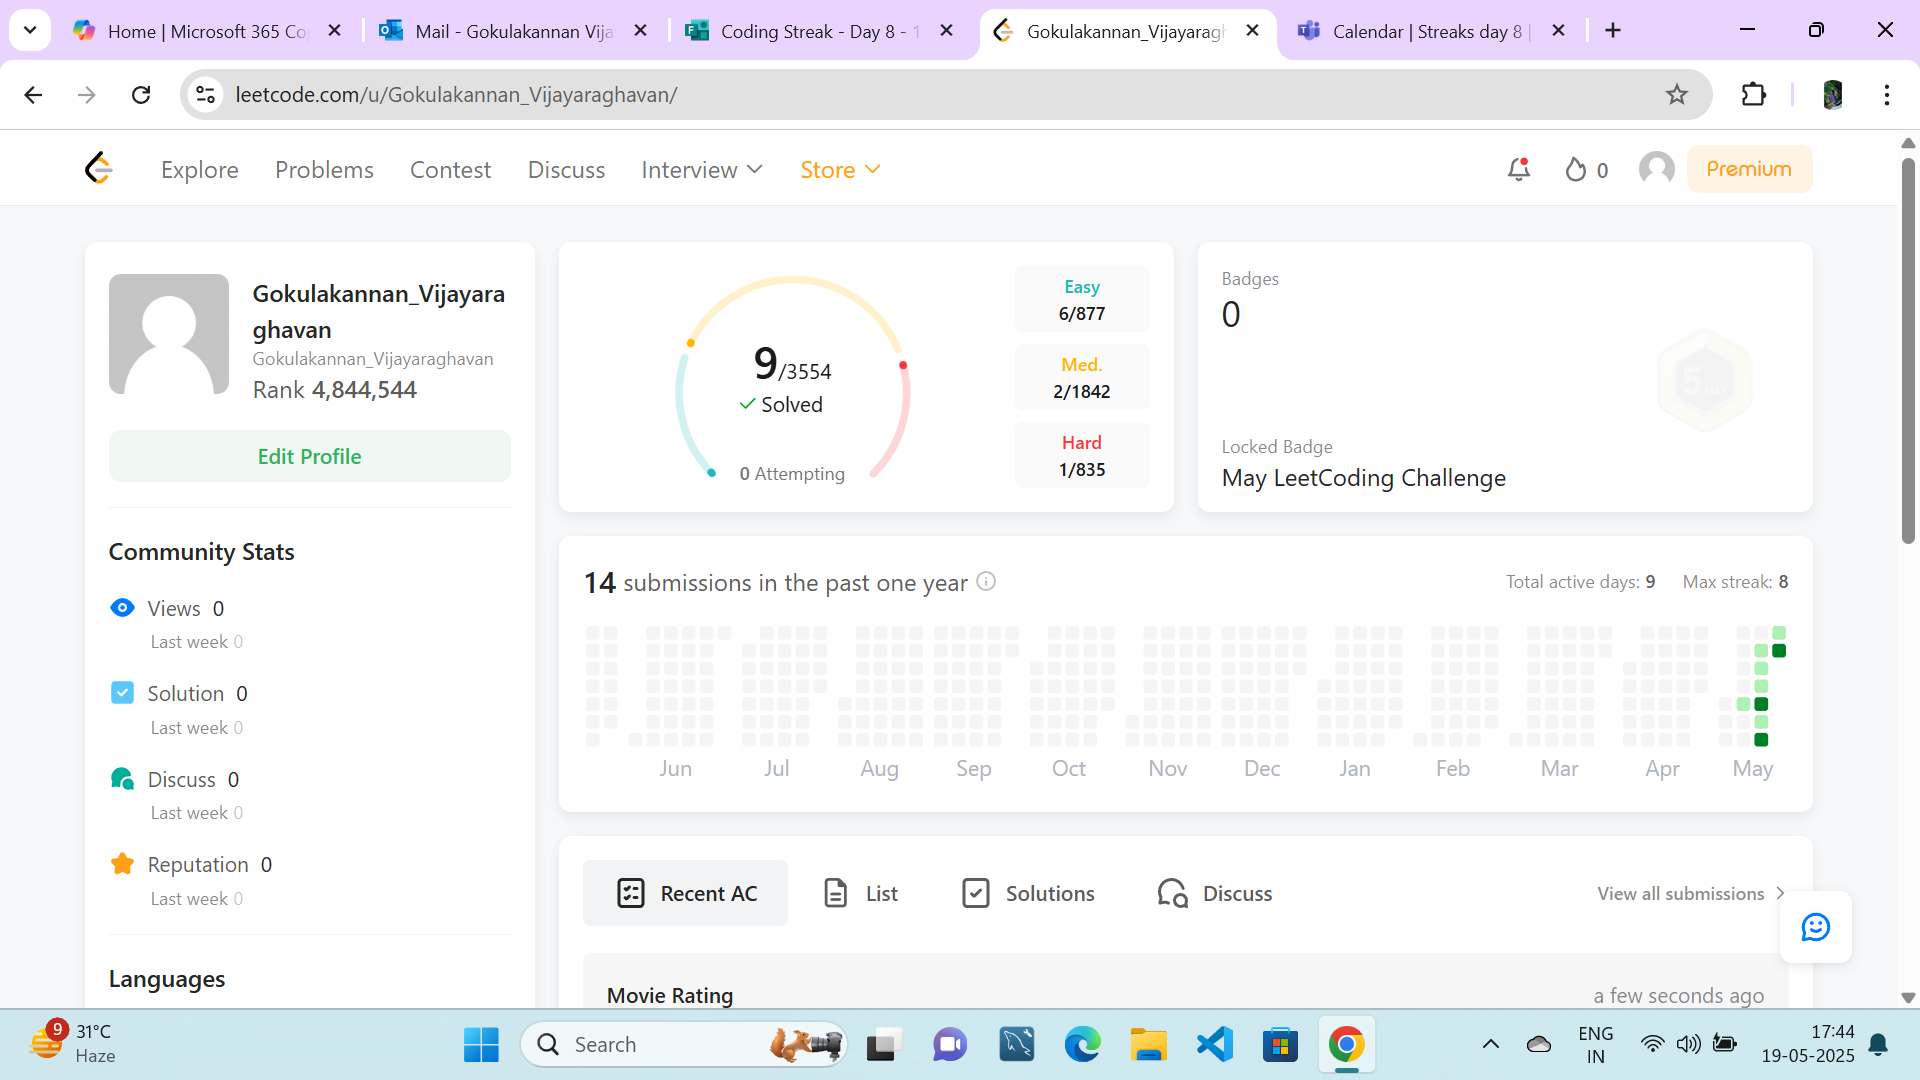 Home | Microsoft 365 Co
Mail - Gokulakannan Vija
Coding Streak - Day 8 - 1
Gokulakannan_Vijayaragh
Calendar | Streaks day 8 |
leetcode.com/u/Gokulakannan_Vijayaraghavan/
Explore
Problems
Contest
Discuss
Interview
Store
0
Premium
Gokulakannan_Vijayara
ghavan
Gokulakannan_Vijayaraghavan
Rank 4,844,544
Edit Profile
Community Stats
Views 0
Last week 0
Solution 0
Last week 0
Discuss 0
Last week 0
Reputation 0
Last week 0
Languages
9/3554
Solved
0 Attempting
Easy
6/877
Med.
2/1842
Hard
1/835
Badges
0
Locked Badge
May LeetCoding Challenge
14 submissions in the past one year
Total active days: 9
Max streak: 8
Jun
Jul
Aug
Sep
Oct
Nov
Dec
Jan
Feb
Mar
Apr
May
Recent AC
List
Solutions
Discuss
View all submissions
Movie Rating
a few seconds ago
9
31°C
Haze
Search
ENG
IN
17:44
19-05-2025